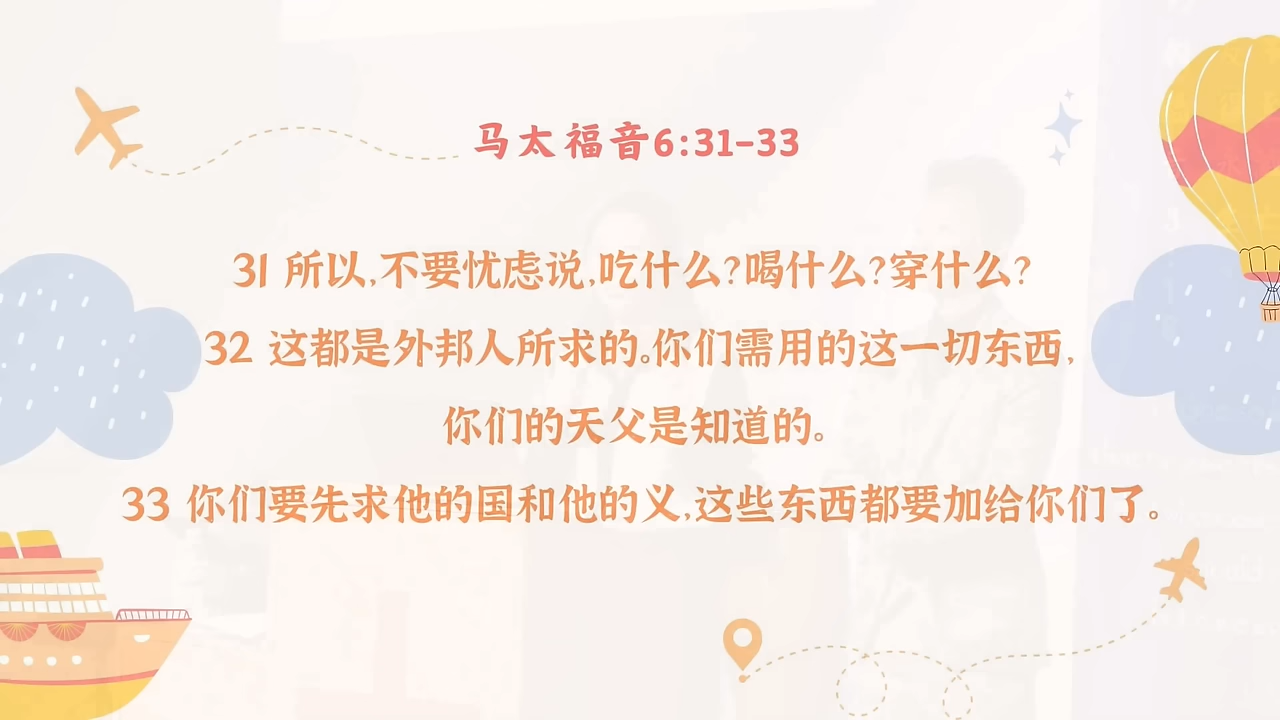 马太福音6:31-33
31 所以,不要忧虑说,吃什么?喝什么?穿什么?
32 这都是外邦人所求的。你们需用的这一切东西,
你们的天父是知道的。
33 你们要先求他的国和他的义,这些东西都要加给你们了。